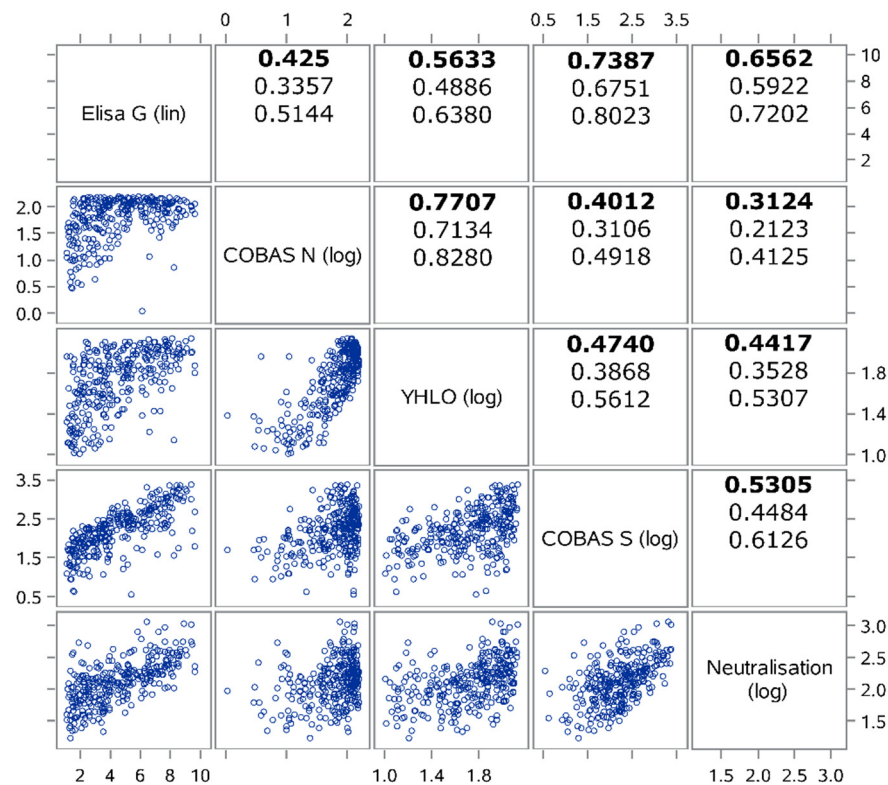 0 1 2 0.5 1.5 2.5 3.5
Elisa G (lin) 0.425 0.5633 0.7387 0.6562 10
0.3357 0.4886 0.6751 0.5922 8
0.5144 0.6380 0.8023 0.7202 6
4
2
2.0 0.7707 0.4012 0.3124
1.5 0.7134 0.3106 0.2123
1.0 COBAS N (log) 0.8280 0.4918 0.4125
0.5
0.0
0.4740 0.4417
0.3868 0.3528 1.8
YHLO (log) 0.5612 0.5307
1.4
1.0
3.5 0.5305
2.5 0.4484
1.5 COBAS S (log) 0.6126
0.5
3.0
Neutralisation 2.5
(log) 2.0
1.5
2 4 6 8 10 1.0 1.4 1.8 1.5 2.0 2.5 3.0